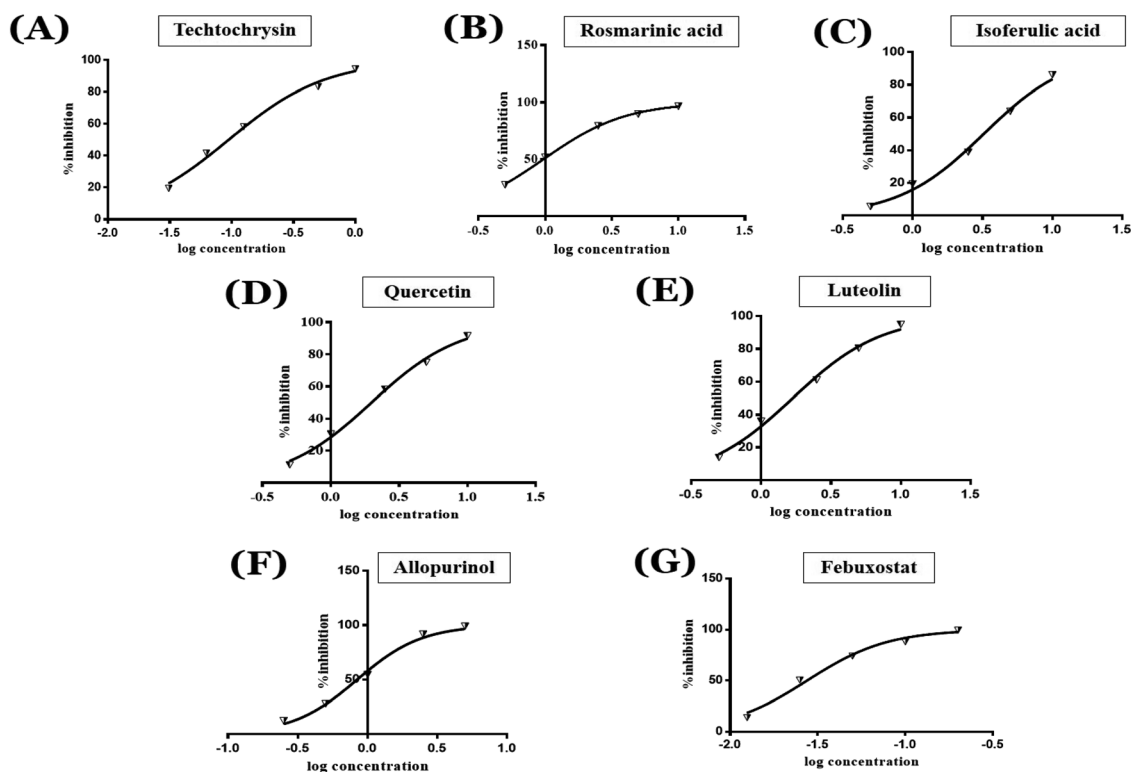 (A)
Techtochrysin
100
80
60
40
20
0
-2.0 -1.5 -1.0 -0.5 0.0
% inhibition
log concentration
(B)
Rosmarinic acid
150
100
50
-0.5 0.0 0.5 1.0 1.5
% inhibition
log concentration
(C)
Isoferulic acid
100
80
60
40
20
-0.5 0.0 0.5 1.0 1.5
% inhibition
log concentration
(D)
Quercetin
100
80
60
40
20
-0.5 0.0 0.5 1.0 1.5
% inhibition
log concentration
(E)
Luteolin
100
80
60
40
20
-0.5 0.0 0.5 1.0 1.5
% inhibition
log concentration
(F)
Allopurinol
150
100
50
-1.0 -0.5 0.0 0.5 1.0
% inhibition
log concentration
(G)
Febuxostat
150
100
50
0
-2.0 -1.5 -1.0 -0.5
% inhibition
log concentration